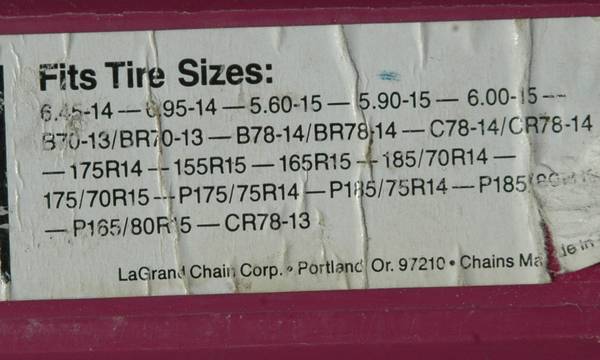 Fits Tire Sizes:
6.45-14 — 6.95-14 — 5.60-15 — 5.90-15 — 6.00-15 —
B70-13/BR70-13 — B78-14/BR78-14 — C78-14/CR78-14
— 175R14 — 155R15 — 165R15 — 185/70R14 —
175/70R15 — P175/75R14 — P185/75R14 —
— P165/80R15 — CR78-13
LaGrand Chain Corp. • Portland Or. 97210 • Chains in